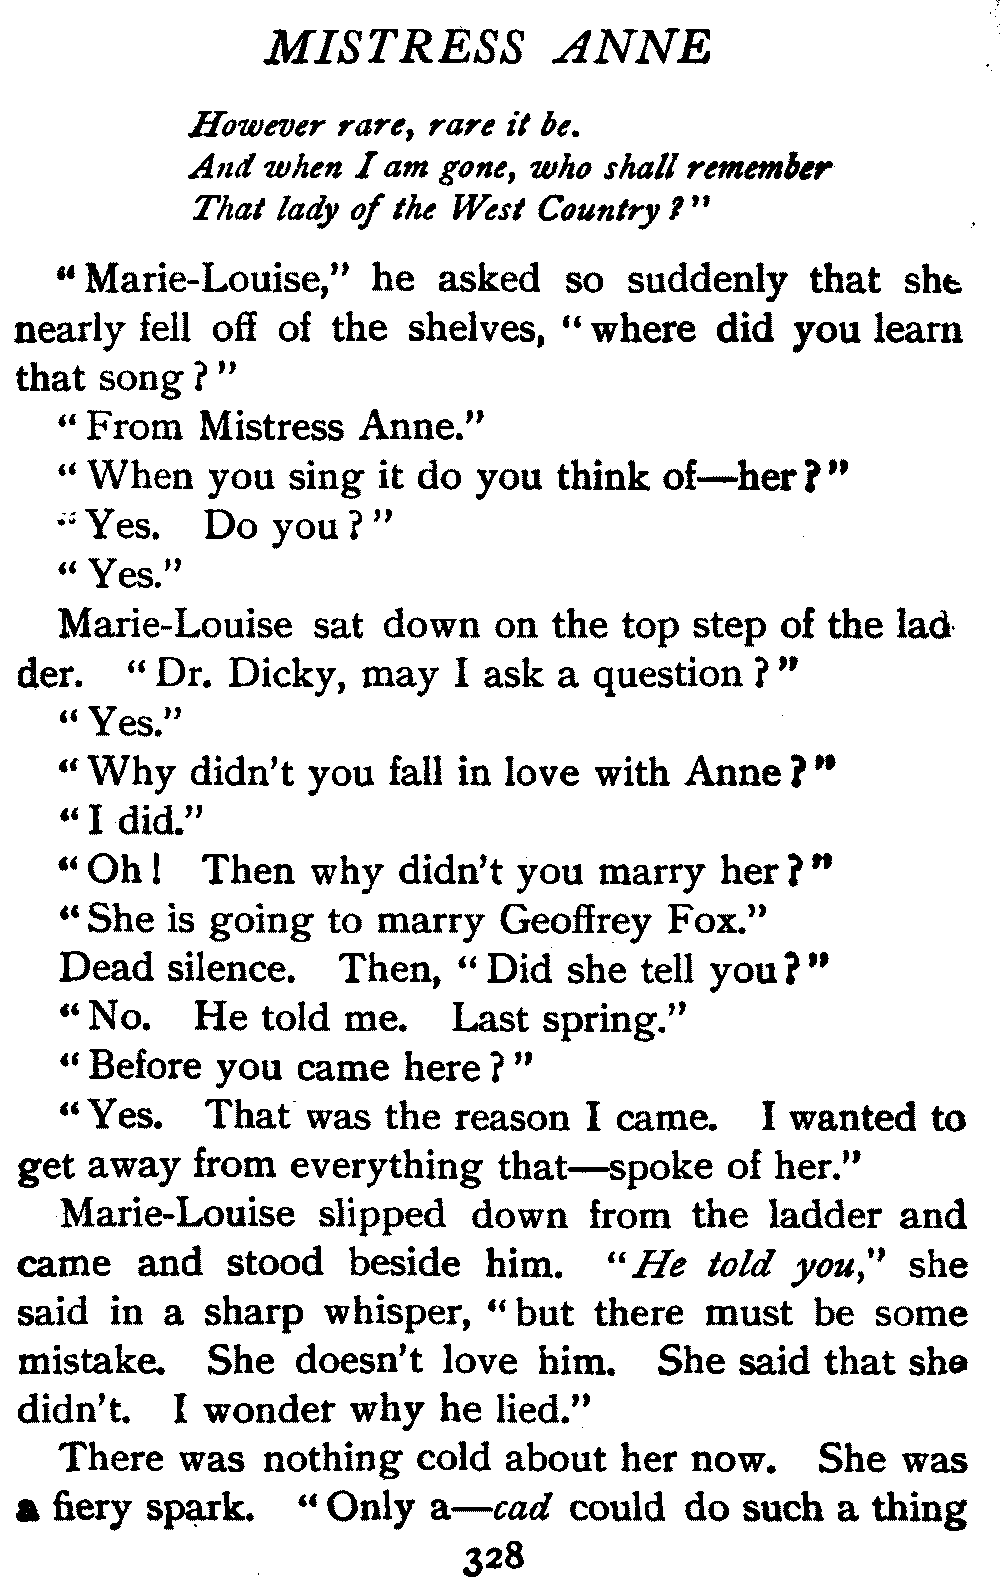 MISTRESS ANNE
However rare, rare it be.
And when I am gone, who shall remember
That lady of the West Country?"
"Marie-Louise," he asked so suddenly that she
nearly fell off of the shelves, "where did you learn
that song?"
"From Mistress Anne."
"When you sing it do you think of—her?"
"Yes. Do you?"
"Yes."
Marie-Louise sat down on the top step of the lad-
der. "Dr. Dicky, may I ask a question?"
"Yes."
"Why didn't you fall in love with Anne?"
"I did."
"Oh! Then why didn't you marry her?"
"She is going to marry Geoffrey Fox."
Dead silence. Then, "Did she tell you?"
"No. He told me. Last spring."
"Before you came here?"
"Yes. That was the reason I came. I wanted to
get away from everything that—spoke of her."
Marie-Louise slipped down from the ladder and
came and stood beside him. "He told you," she
said in a sharp whisper, "but there must be some
mistake. She doesn't love him. She said that she
didn't. I wonder why he lied."
There was nothing cold about her now. She was
a fiery spark. "Only a—cad could do such a thing
328